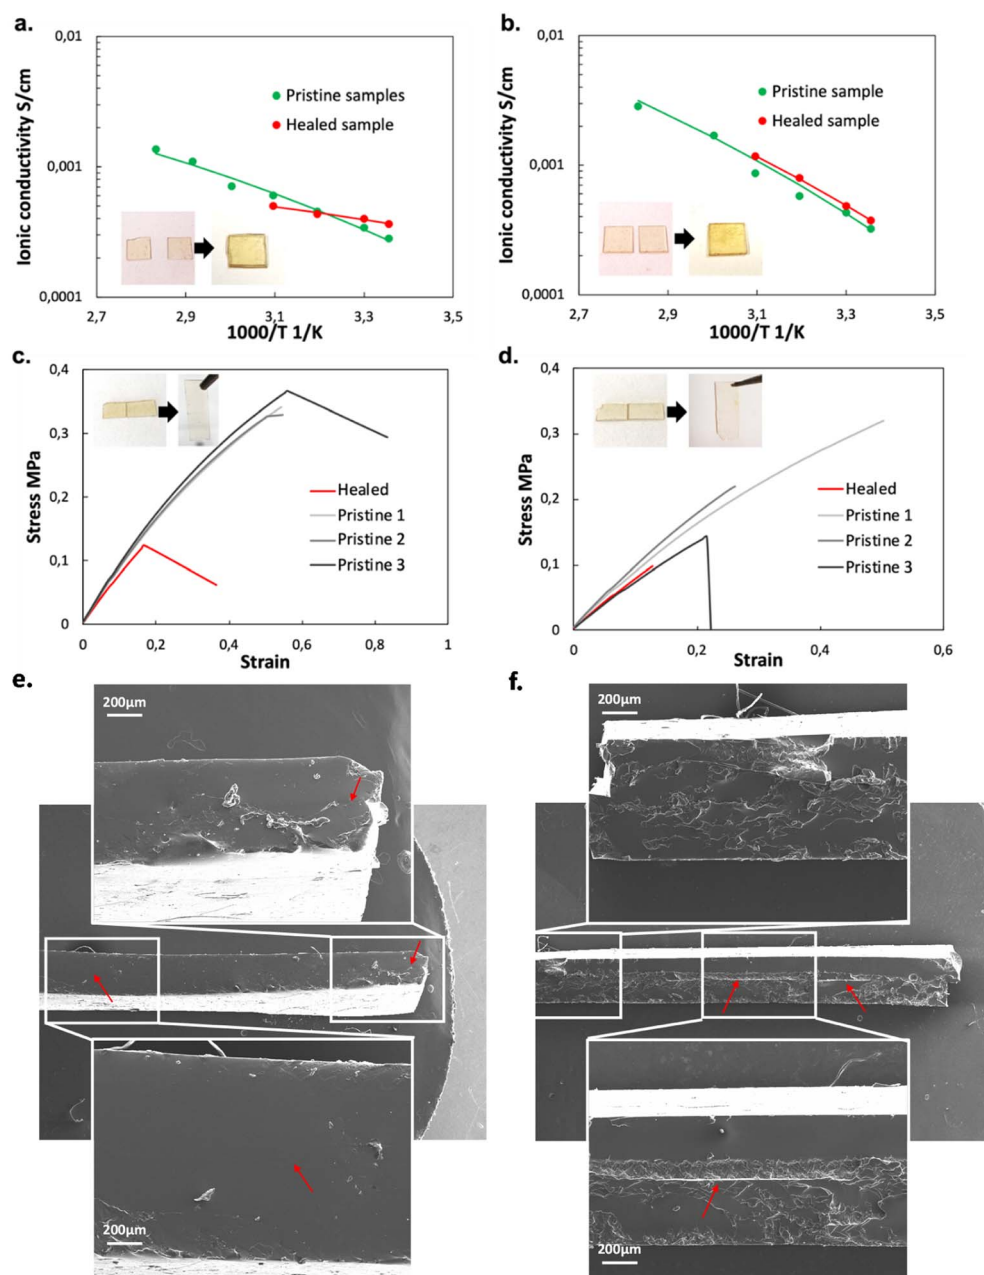 a.
0,01
0,001
0,0001
Ionic conductivity S/cm
Pristine samples
Healed sample
2,7 2,9 3,1 3,3 3,5
1000/T 1/K
b.
0,01
0,001
0,0001
Ionic conductivity S/cm
Pristine sample
Healed sample
2,7 2,9 3,1 3,3 3,5
1000/T 1/K
c.
0,4
0,3
0,2
0,1
0
Stress MPa
Healed
Pristine 1
Pristine 2
Pristine 3
0 0,2 0,4 0,6 0,8 1
Strain
d.
0,4
0,3
0,2
0,1
0
Stress MPa
Healed
Pristine 1
Pristine 2
Pristine 3
0 0,2 0,4 0,6
Strain
e.
200µm
200µm
f.
200µm
200µm